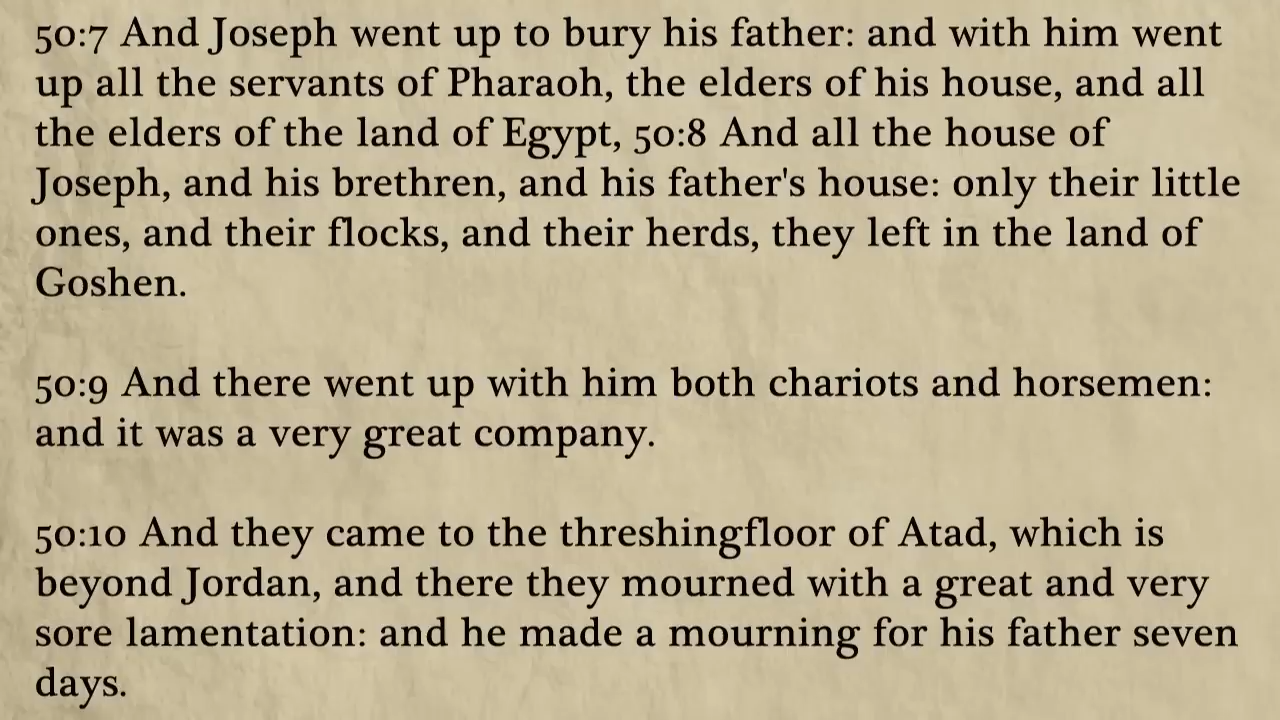 50:7 And Joseph went up to bury his father: and with him went
up all the servants of Pharaoh, the elders of his house, and all
the elders of the land of Egypt, 50:8 And all the house of
Joseph, and his brethren, and his father's house: only their little
ones, and their flocks, and their herds, they left in the land of
Goshen.
50:9 And there went up with him both chariots and horsemen:
and it was a very great company.
50:10 And they came to the threshingfloor of Atad, which is
beyond Jordan, and there they mourned with a great and very
sore lamentation: and he made a mourning for his father seven
days.